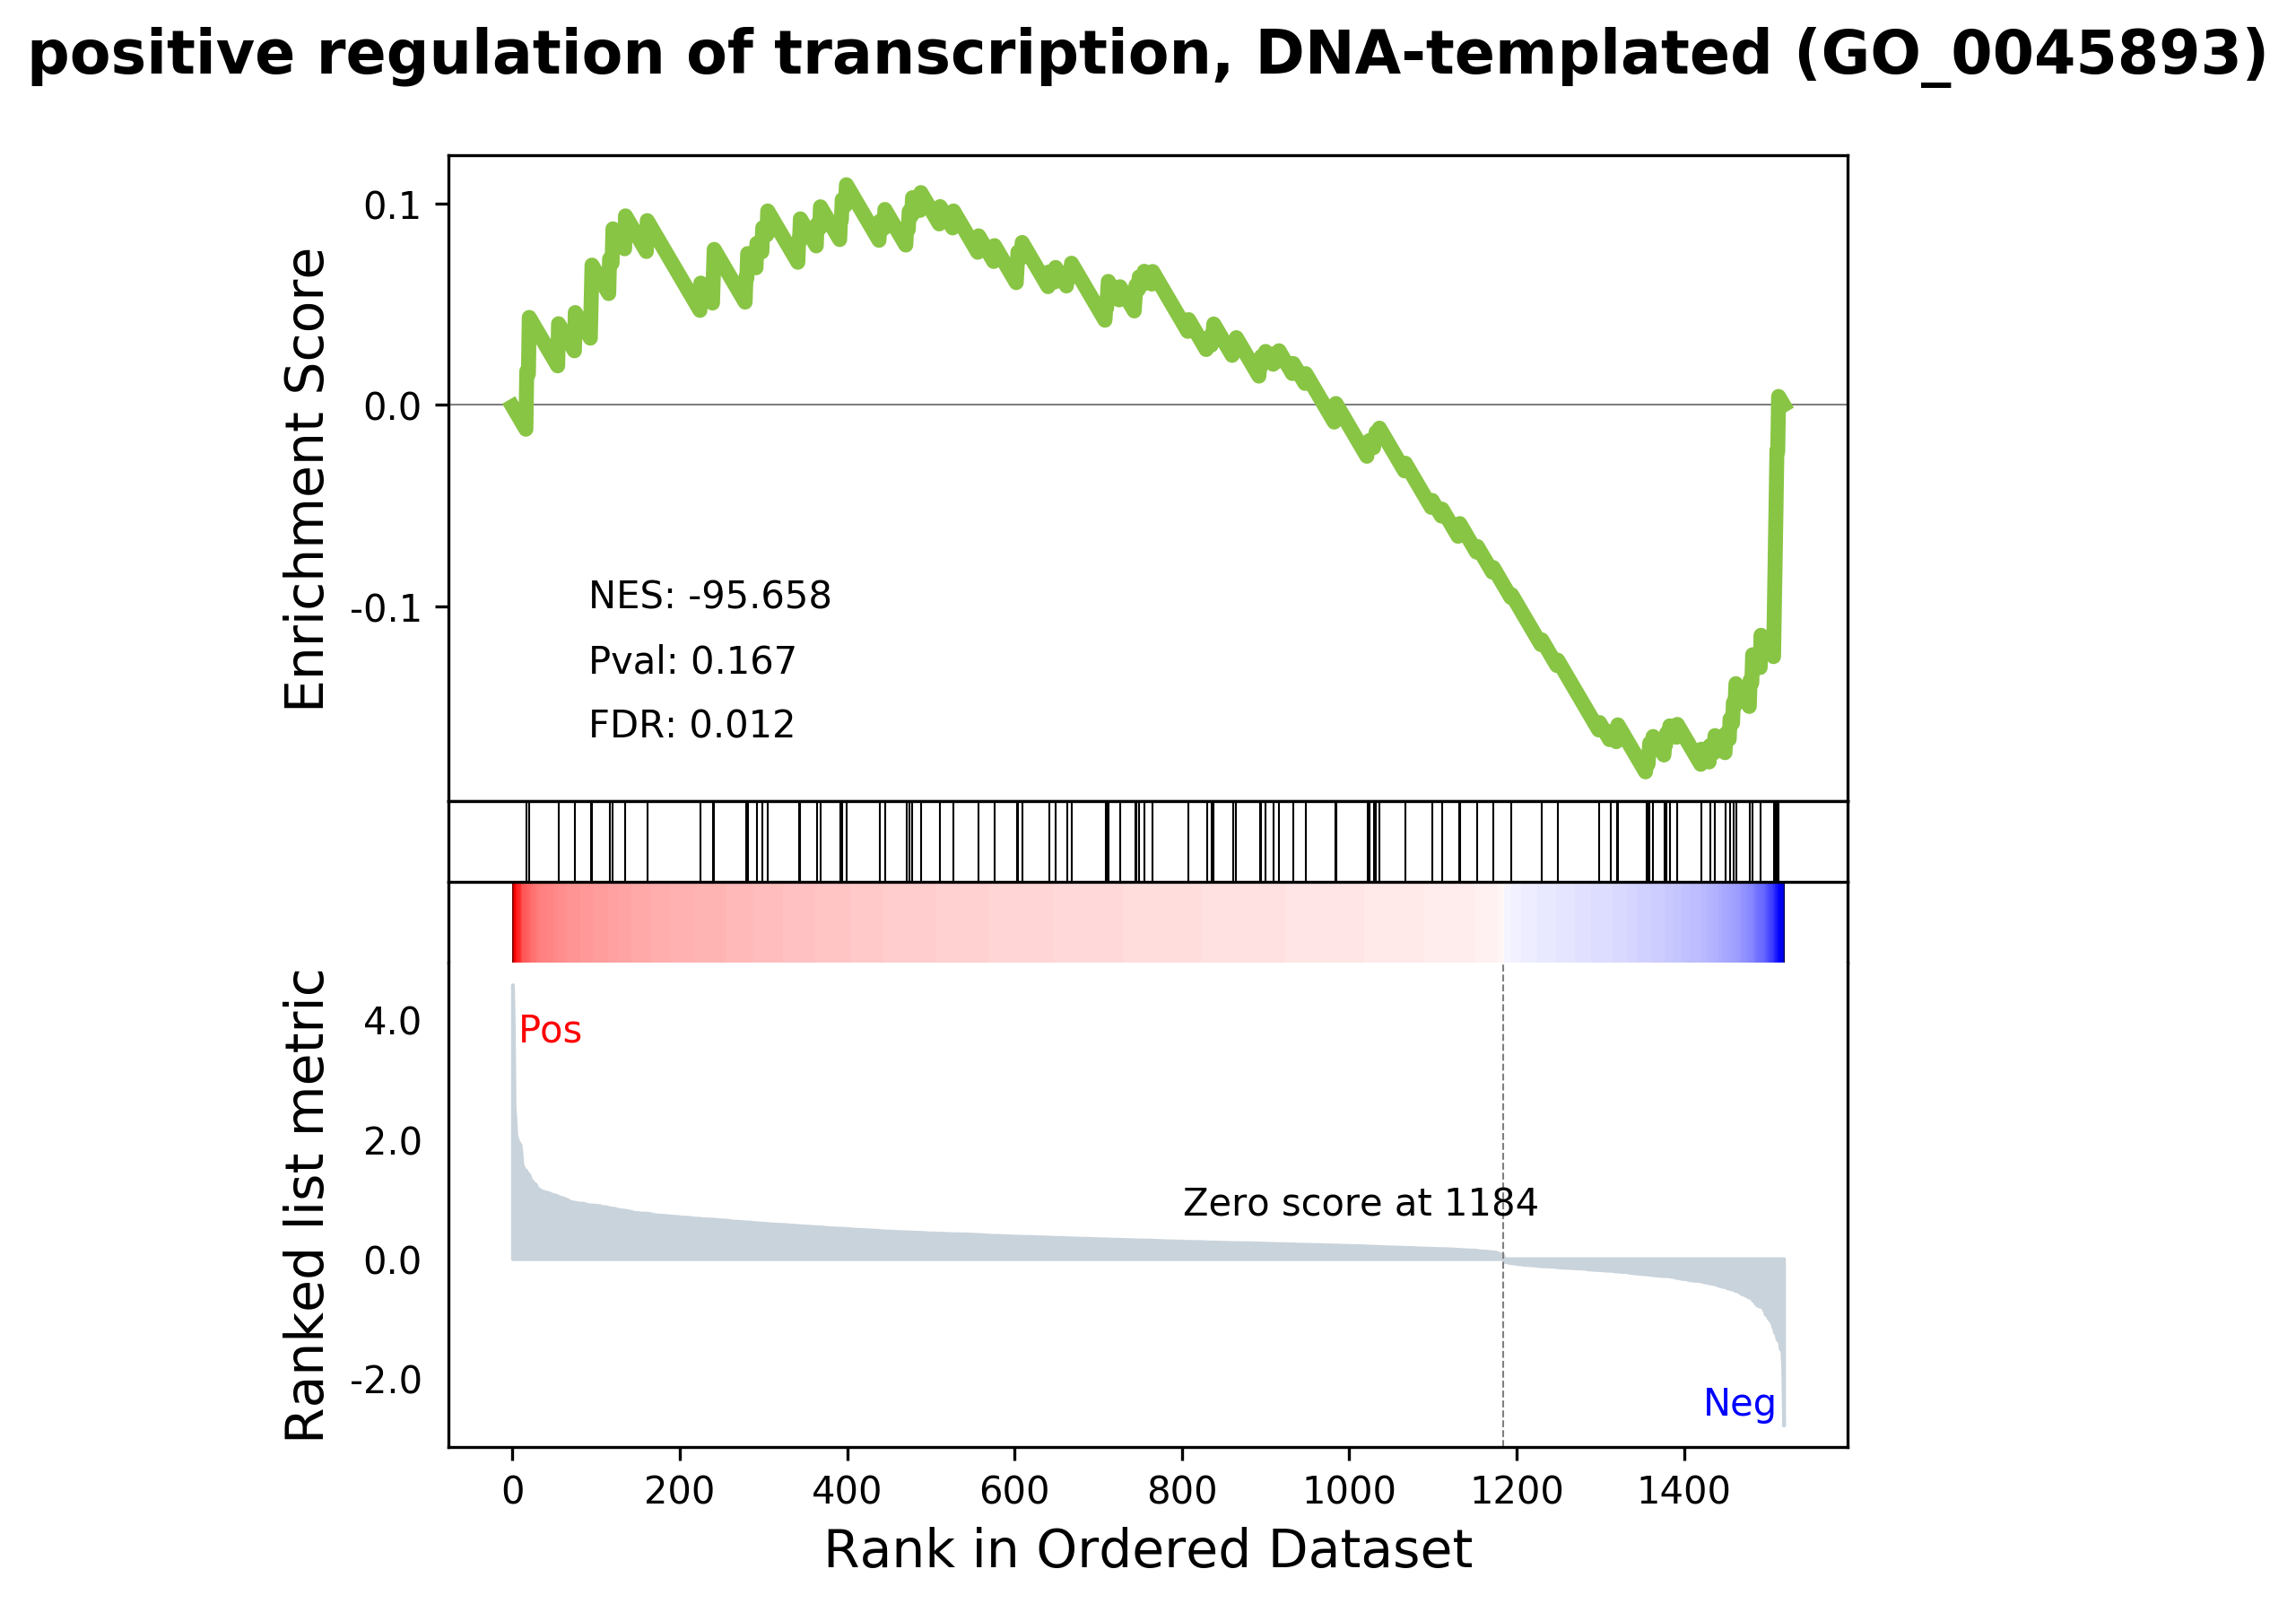 positive regulation of transcription, DNA-templated (GO_0045893)
Enrichment Score
0.1
0.0
-0.1
NES: -95.658
Pval: 0.167
FDR: 0.012
Ranked list metric
4.0
2.0
0.0
-2.0
Pos
Zero score at 1184
Neg
0 200 400 600 800 1000 1200 1400
Rank in Ordered Dataset